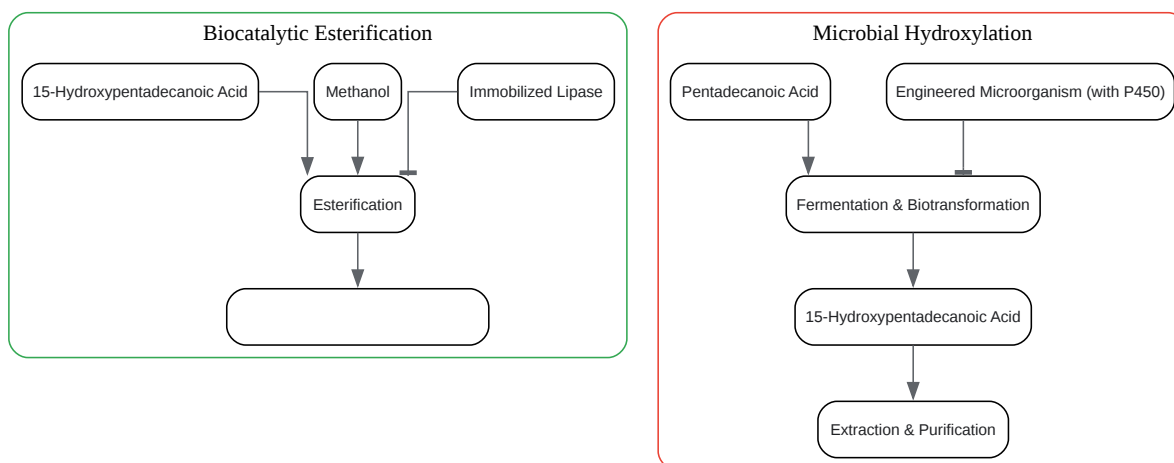 Biocatalytic Esterification
15-Hydroxypentadecanoic Acid
Methanol
Immobilized Lipase
Esterification
Microbial Hydroxylation
Pentadecanoic Acid
Engineered Microorganism (with P450)
Fermentation & Biotransformation
15-Hydroxypentadecanoic Acid
Extraction & Purification